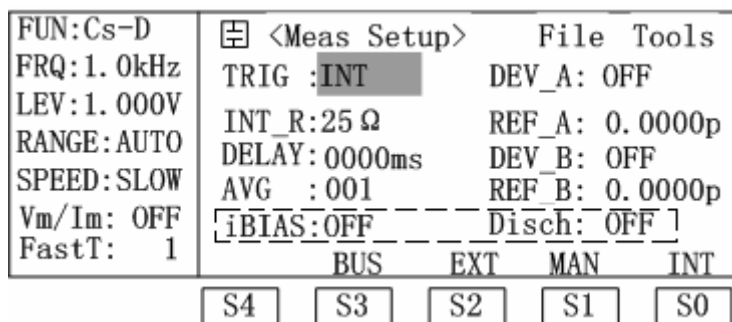 FUN:Cs-D
FRQ:1.0kHz
LEV:1.000V
RANGE:AUTO
SPEED:SLOW
Vm/Im: OFF
FastT: 1
主 <Meas Setup> File Tools
TRIG :INT DEV_A: OFF
INT_R:25Ω REF_A: 0.0000p
DELAY:0000ms DEV_B: OFF
AVG :001 REF_B: 0.0000p
iBIAS:OFF Disch: OFF
BUS EXT MAN INT
S4 S3 S2 S1 S0